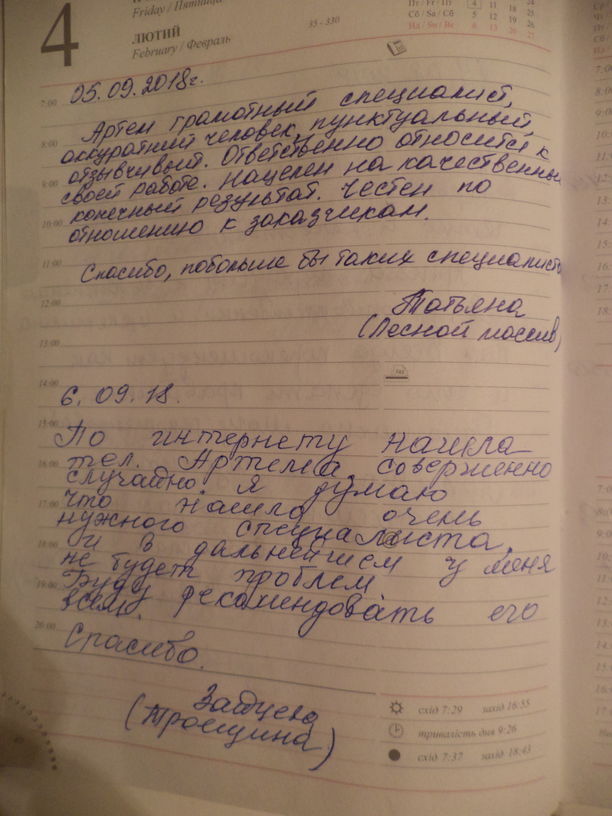 4
Friday / Пятница
ЛЮТИЙ
February / Февраль
35 - 330
Пт / Fr / Пт 4 11 18 25
Сб / Sa / Сб 5 12 19 26
Нд / Su / Вс 6 13 20 27
7:00
05.09.2018г.
Артем грамотный специалист,
8:00
аккуратний человек, пунктуальный,
отзывчивый. Ответственно относится к
9:00
своей работе. Нацелен на качественный
конечный результат. Честен по
10:00
отношению к заказчикам.
11:00
Спасибо, побольше бы таких специалистов
12:00
Татьяна
(Лесной массив)
13:00
14:00
6. 09. 18.
15:00
По интернету нашла
16:00
тел. Артема, совершенно
случайно. Я думаю
17:00
что нашла очень
нужного специалиста,
18:00
и в дальнейшем у меня
не будет проблем
19:00
Буду рекомендовать его
всем.
20:00
Спасибо.
(Троещина)
схід 7:29 захід 16:55
тривалість дня 9:26
схід 7:37 захід 18:43